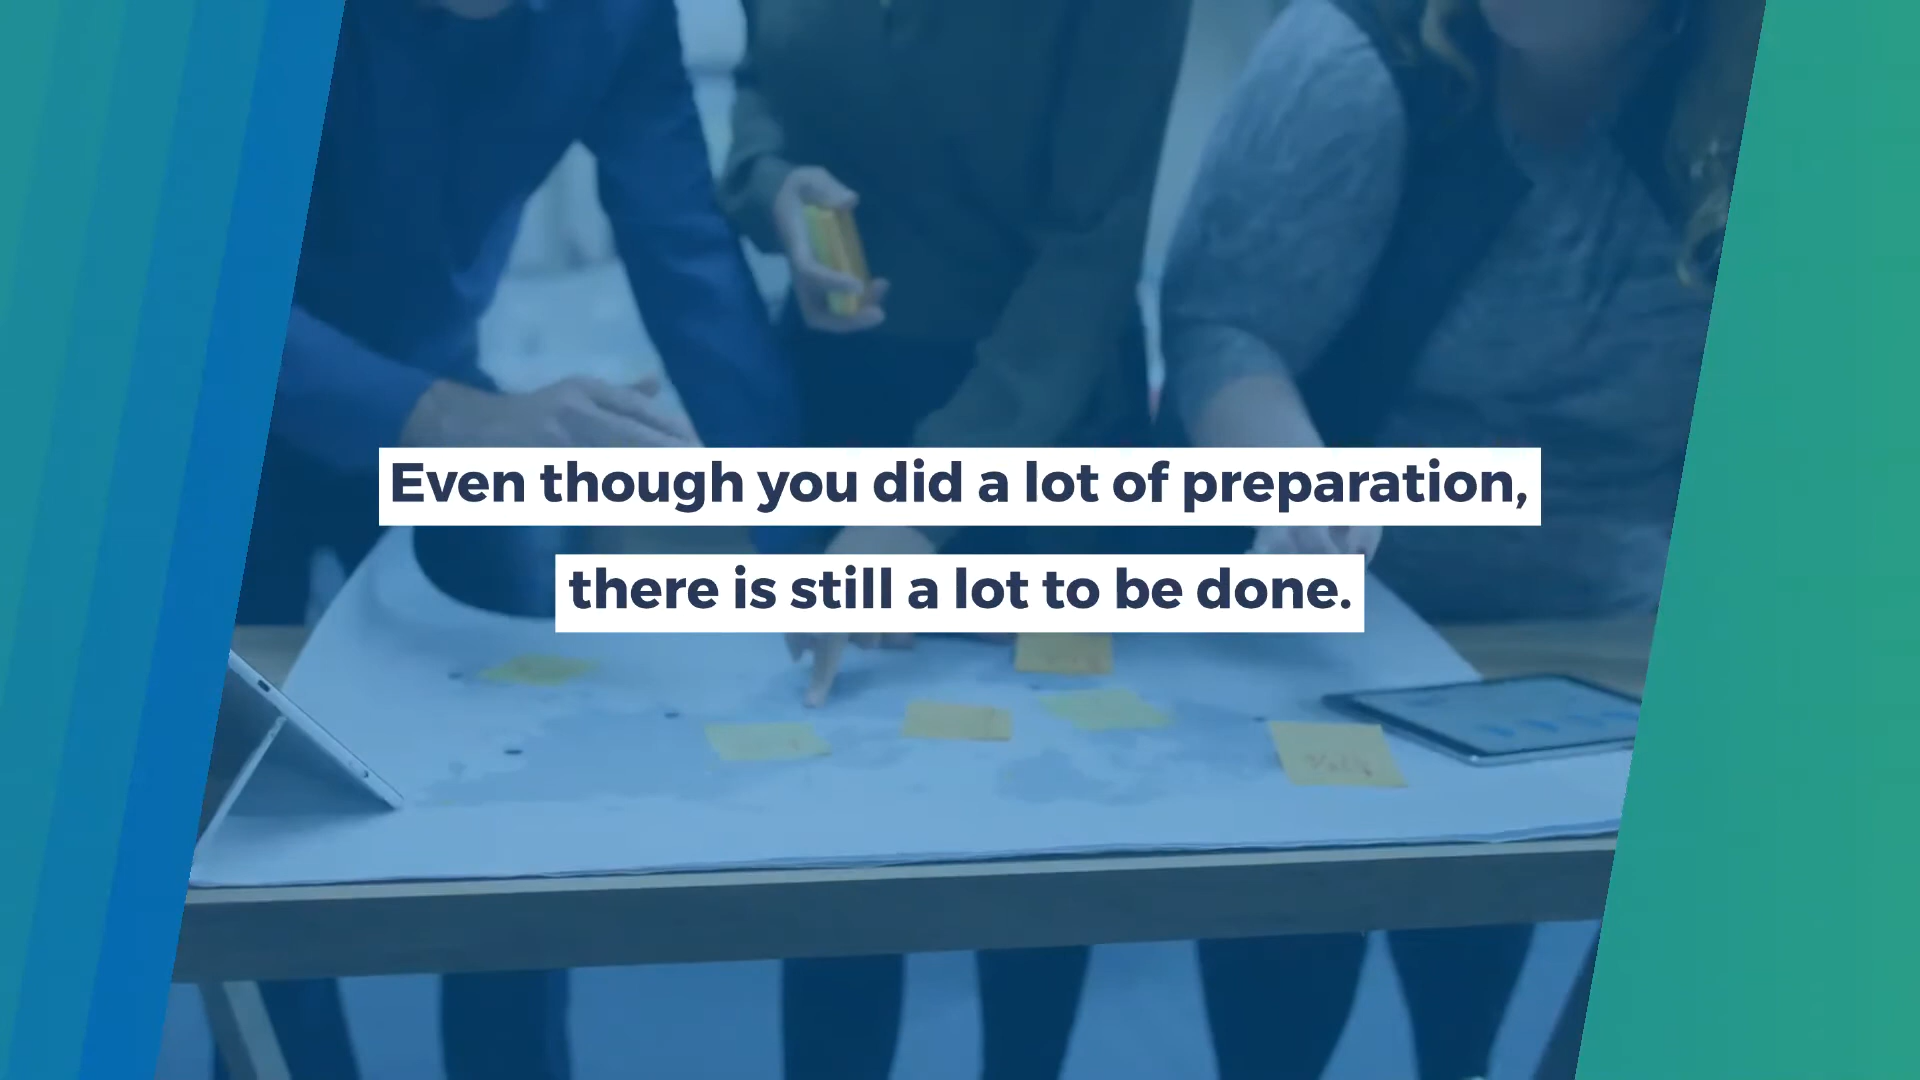 Even though you did a lot of preparation,
there is still a lot to be done.